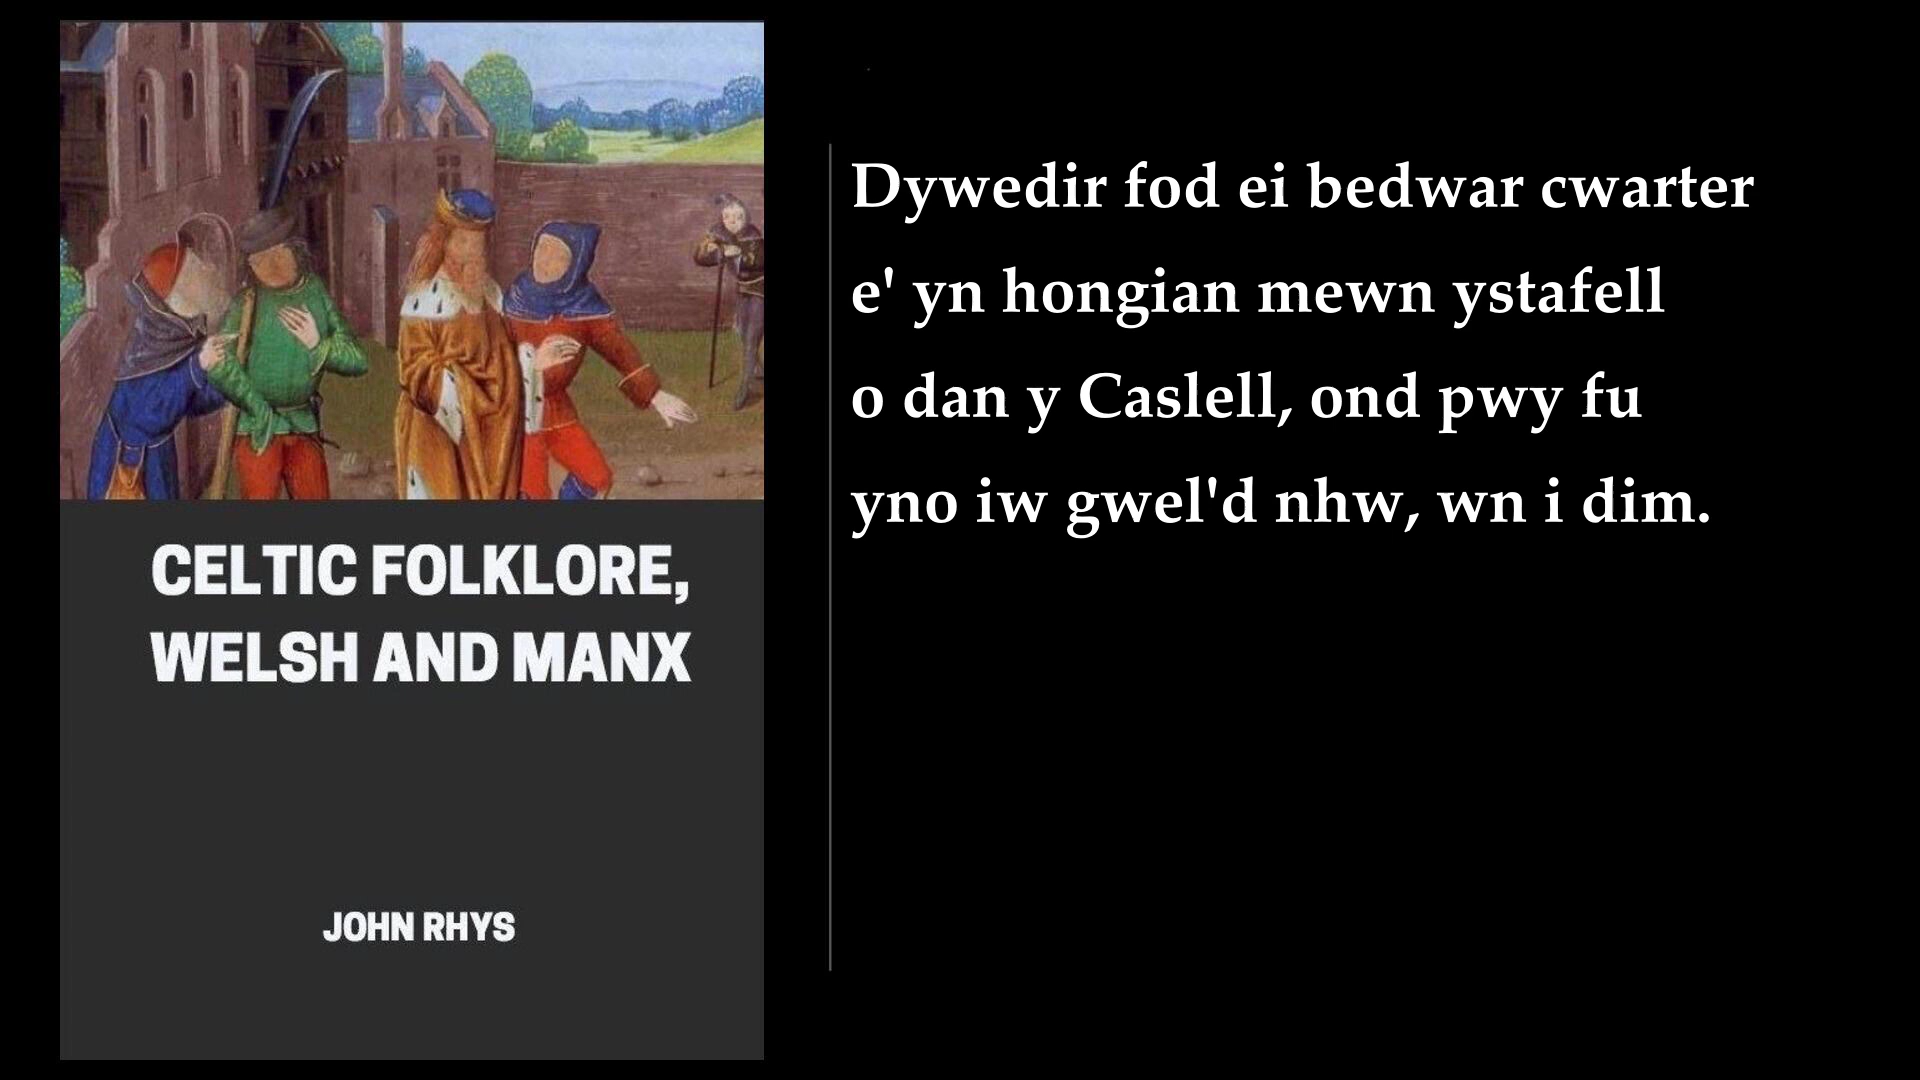 CELTIC FOLKLORE,
WELSH AND MANX
JOHN RHYS
Dywedir fod ei bedwar cwarter
e' yn hongian mewn ystafell
o dan y Caslell, ond pwy fu
yno iw gwel'd nhw, wn i dim.